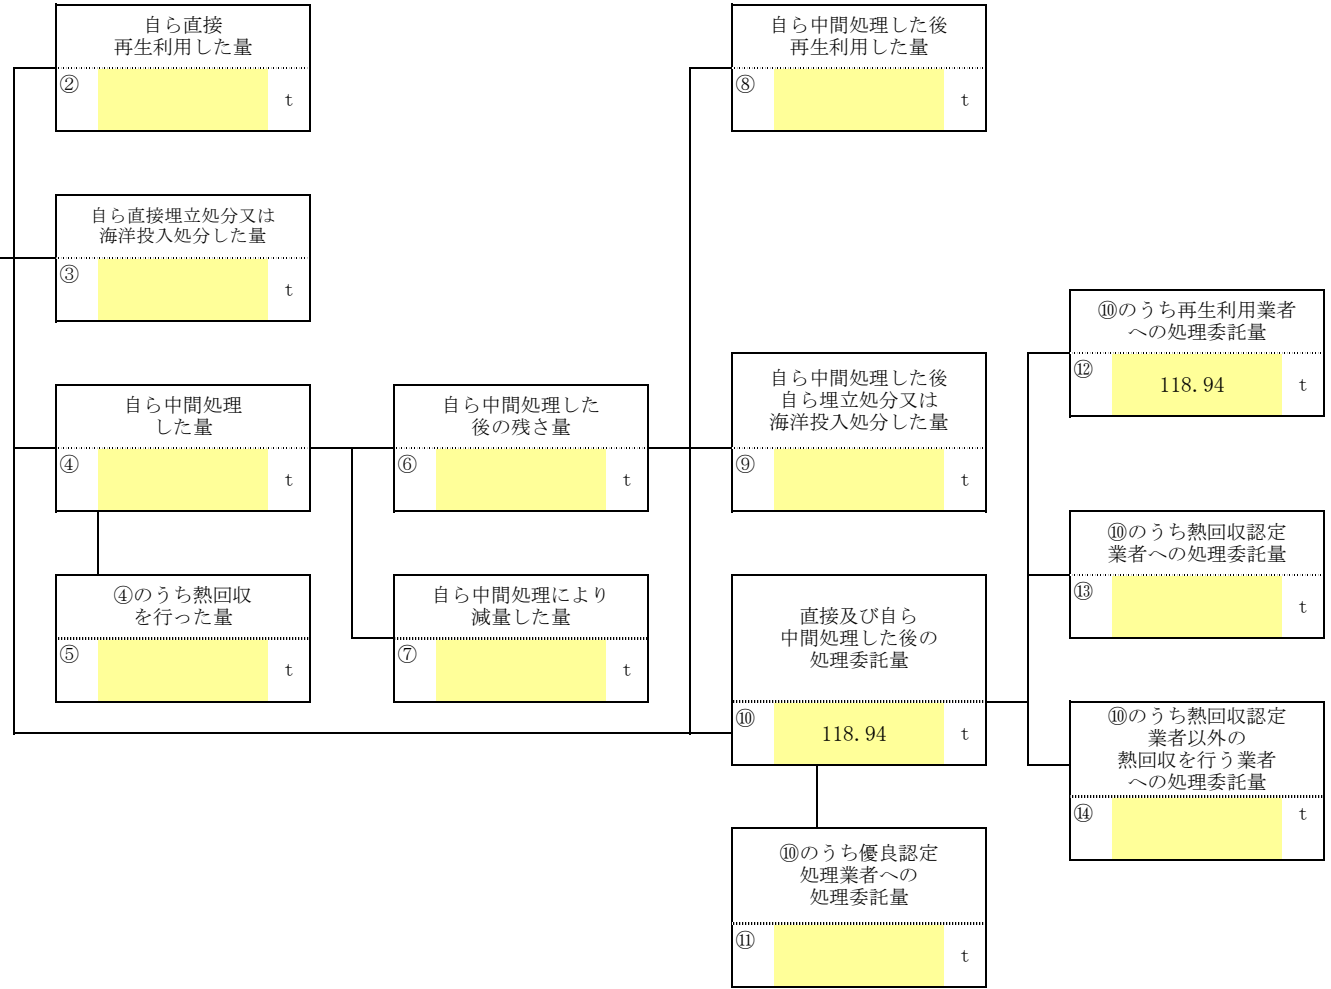 自ら直接
再生利用した量
②
t
自ら直接埋立処分又は
海洋投入処分した量
③
t
自ら中間処理
した量
④
t
④のうち熱回収
を行った量
⑤
t
自ら中間処理した
後の残さ量
⑥
t
自ら中間処理により
減量した量
⑦
t
自ら中間処理した後
再生利用した量
⑧
t
自ら中間処理した後
自ら埋立処分又は
海洋投入処分した量
⑨
t
直接及び自ら
中間処理した後の
処理委託量
⑩
118.94 t
⑩のうち優良認定
処理業者への
処理委託量
⑪
t
⑩のうち再生利用業者
への処理委託量
⑫
118.94 t
⑩のうち熱回収認定
業者への処理委託量
⑬
t
⑩のうち熱回収認定
業者以外の
熱回収を行う業者
への処理委託量
⑭
t